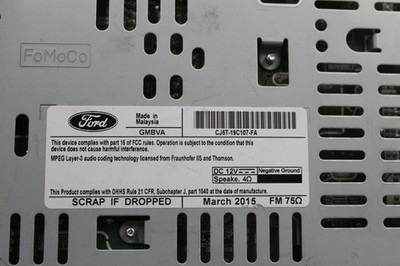 FoMoCo
Ford
Made in
Malaysia
GMBVA
CJ5T-19C107-FA
This device complies with part 15 of FCC rules. Operation is subject to the condition that this
device does not cause harmful interference.
MPEG Layer-3 audio coding technology licensed from Fraunhofer IIS and Thomson.
DC 12V Negative Ground
Speake. 4Ω
This Product complies with DHHS Rule 21 CFR, Subchapter J, part 1040 at the date of manufacture.
SCRAP IF DROPPED March 2015 FM 75Ω